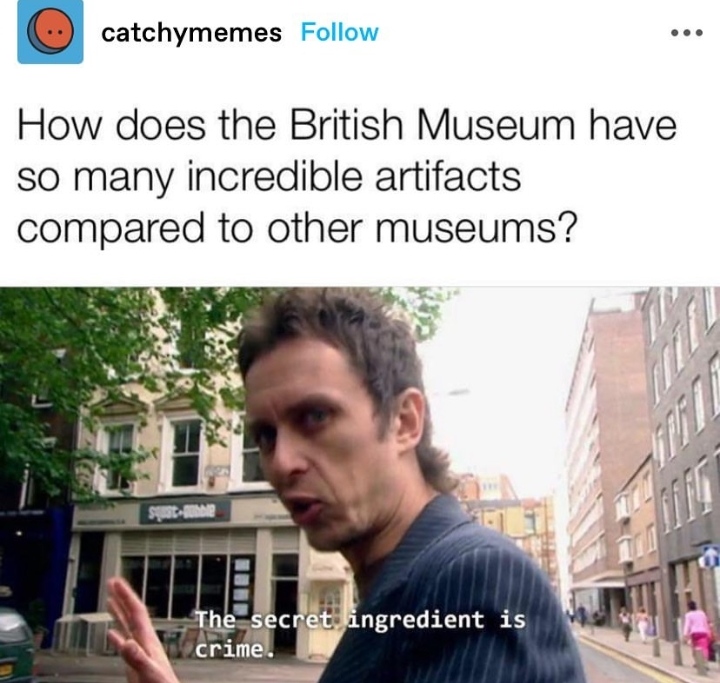 catchymemes Follow
How does the British Museum have
so many incredible artifacts
compared to other museums?
The secret ingredient is
crime.